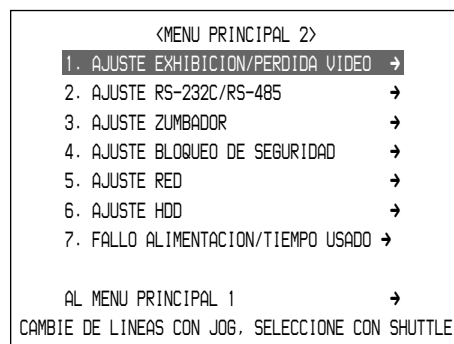 <MENU PRINCIPAL 2>
1. AJUSTE EXHIBICION/PERDIDA VIDEO →
2. AJUSTE RS-232C/RS-485 →
3. AJUSTE ZUMBADOR →
4. AJUSTE BLOQUEO DE SEGURIDAD →
5. AJUSTE RED →
6. AJUSTE HDD →
7. FALLO ALIMENTACION/TIEMPO USADO →
AL MENU PRINCIPAL 1 →
CAMBIE DE LINEAS CON JOG, SELECCIONE CON SHUTTLE